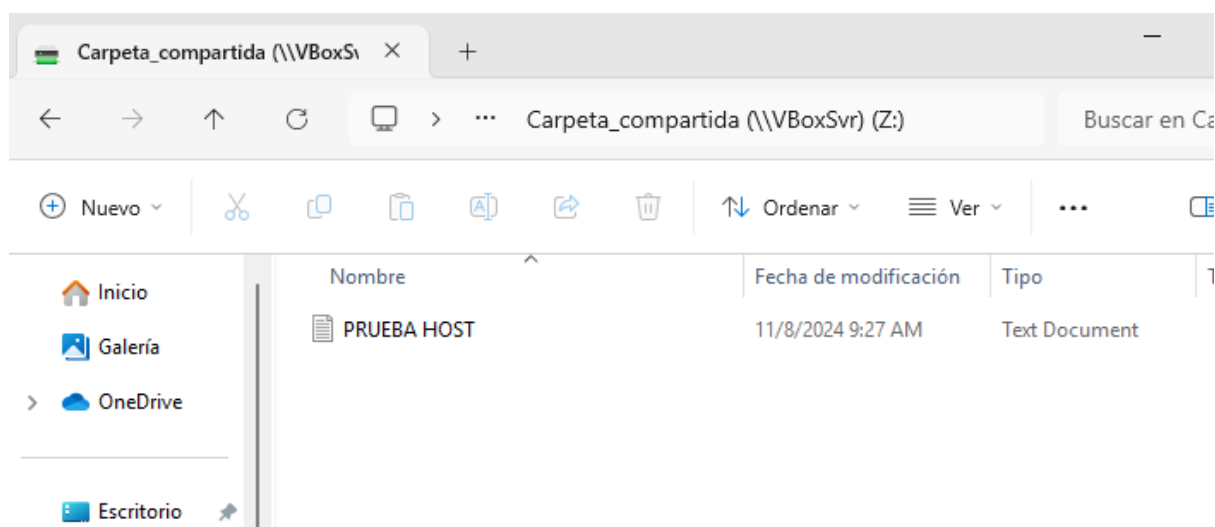 Carpeta_compartida (\\VBoxSv
Carpeta_compartida (\\VBoxSvr) (Z:)
Buscar en Ca
Nuevo
Ordenar
Ver
Nombre
Fecha de modificación
Tipo
T
Inicio
PRUEBA HOST
11/8/2024 9:27 AM
Text Document
Galería
OneDrive
Escritorio